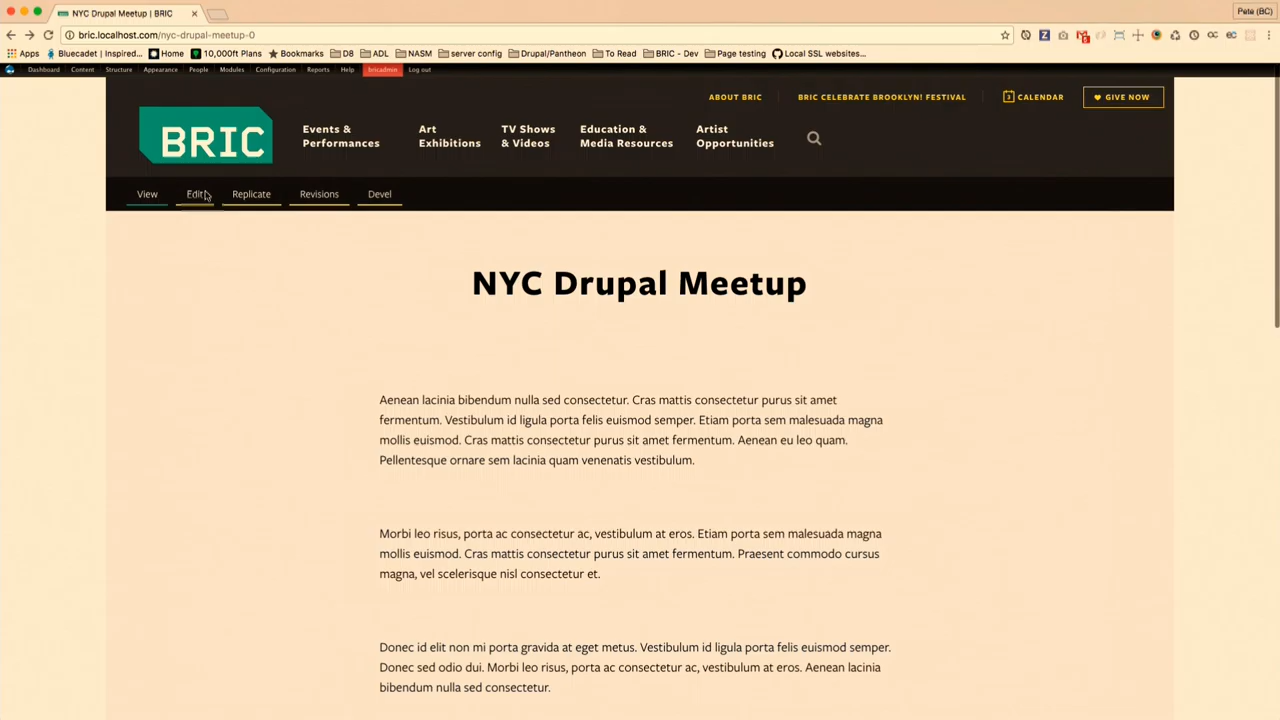 NYC Drupal Meetup | BRIC
Pete (BC)
bric.localhost.com/nyc-drupal-meetup-0
Apps Bluecadet | Inspired... Home 10,000ft Plans Bookmarks D8 ADL NASM server config Drupal/Pantheon To Read BRIC - Dev Page testing Local SSL websites...
Dashboard Content Structure Appearance People Modules Configuration Reports Help bricadmin Log out
ABOUT BRIC BRIC CELEBRATE BROOKLYN! FESTIVAL CALENDAR GIVE NOW
BRIC
Events &
Performances
Art
Exhibitions
TV Shows
& Videos
Education &
Media Resources
Artist
Opportunities
View Edit Replicate Revisions Devel
NYC Drupal Meetup
Aenean lacinia bibendum nulla sed consectetur. Cras mattis consectetur purus sit amet
fermentum. Vestibulum id ligula porta felis euismod semper. Etiam porta sem malesuada magna
mollis euismod. Cras mattis consectetur purus sit amet fermentum. Aenean eu leo quam.
Pellentesque ornare sem lacinia quam venenatis vestibulum.
Morbi leo risus, porta ac consectetur ac, vestibulum at eros. Etiam porta sem malesuada magna
mollis euismod. Cras mattis consectetur purus sit amet fermentum. Praesent commodo cursus
magna, vel scelerisque nisl consectetur et.
Donec id elit non mi porta gravida at eget metus. Vestibulum id ligula porta felis euismod semper.
Donec sed odio dui. Morbi leo risus, porta ac consectetur ac, vestibulum at eros. Aenean lacinia
bibendum nulla sed consectetur.